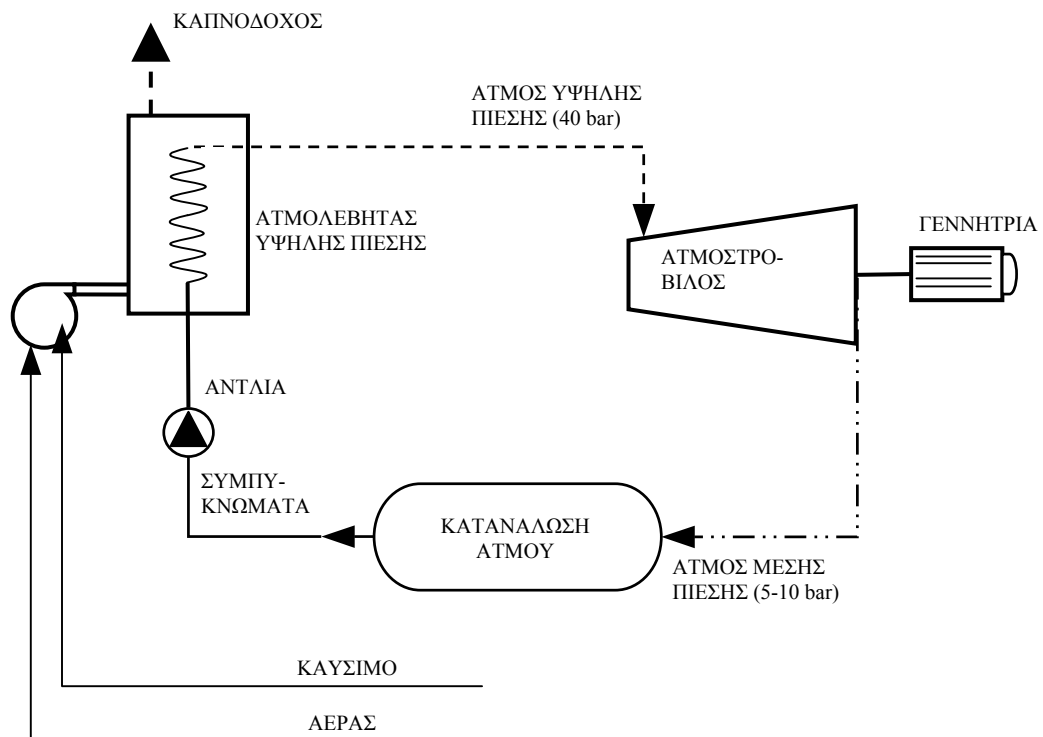 ΚΑΠΝΟΔΟΧΟΣ
ΑΤΜΟΣ ΥΨΗΛΗΣ
ΠΙΕΣΗΣ (40 bar)
ΑΤΜΟΛΕΒΗΤΑΣ
ΥΨΗΛΗΣ ΠΙΕΣΗΣ
ΑΤΜΟΣΤΡΟ-
ΒΙΛΟΣ
ΓΕΝΝΗΤΡΙΑ
ΑΝΤΛΙΑ
ΣΥΜΠΥ-
ΚΝΩΜΑΤΑ
ΚΑΤΑΝΑΛΩΣΗ
ΑΤΜΟΥ
ΑΤΜΟΣ ΜΕΣΗΣ
ΠΙΕΣΗΣ (5-10 bar)
ΚΑΥΣΙΜΟ
ΑΕΡΑΣ